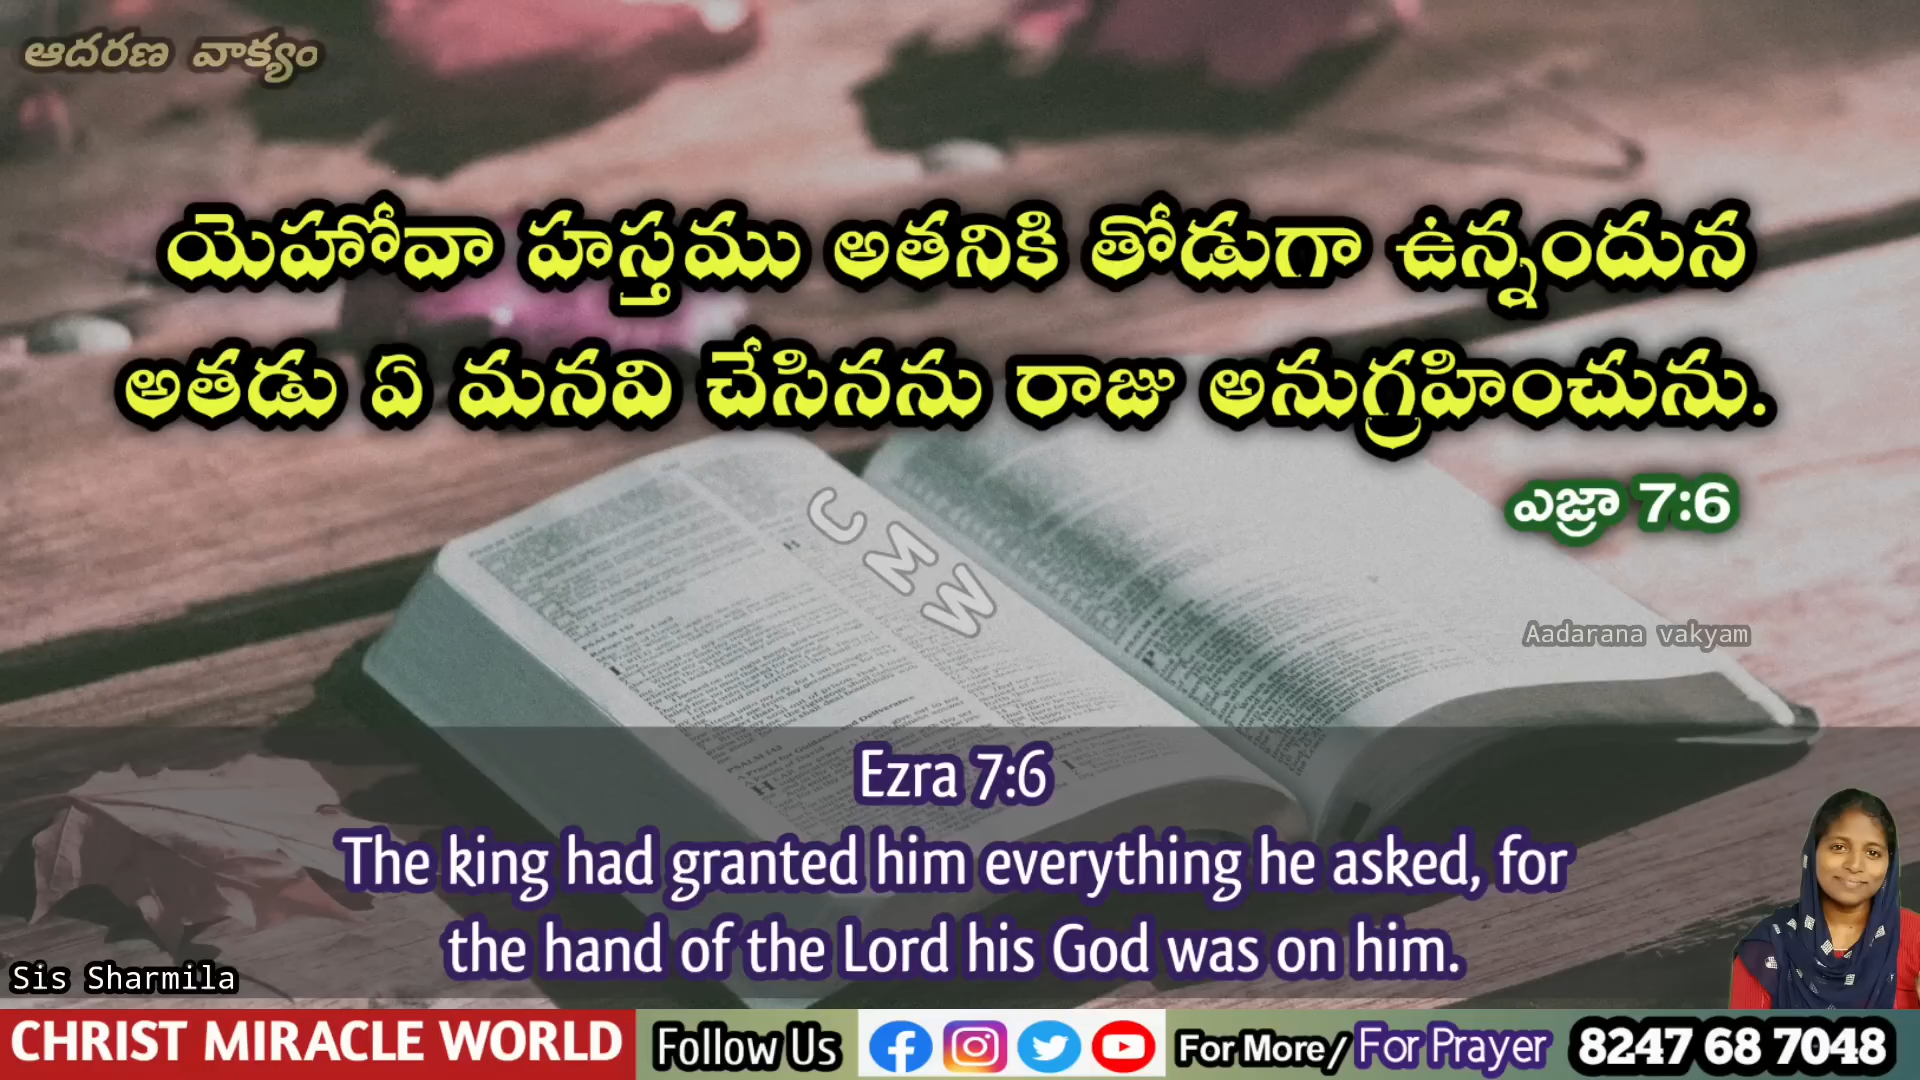 ఆదరణ వాక్యం
యెహోవా హస్తము అతనికి తోడుగా ఉన్నందున
అతడు ఏ మనవి చేసినను రాజు అనుగ్రహించును.
ఎజ్రా 7:6
CMW
Aadarana vakyam
Ezra 7:6
The king had granted him everything he asked, for
the hand of the Lord his God was on him.
Sis Sharmila
CHRIST MIRACLE WORLD Follow Us For More/ For Prayer 8247 68 7048